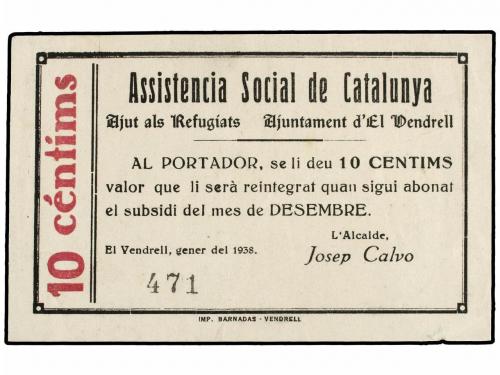 10 céntims
Assistencia Social de Catalunya
Ajut als Refugiats Ajuntament d'El Vendrell
AL PORTADOR, se li deu 10 CENTIMS
valor que li serà reintegrat quan sigui abonat
el subsidi del mes de DESEMBRE.
L'Alcalde,
El Vendrell, gener del 1938.
Josep Calvo
471
IMP. BARNADAS - VENDRELL